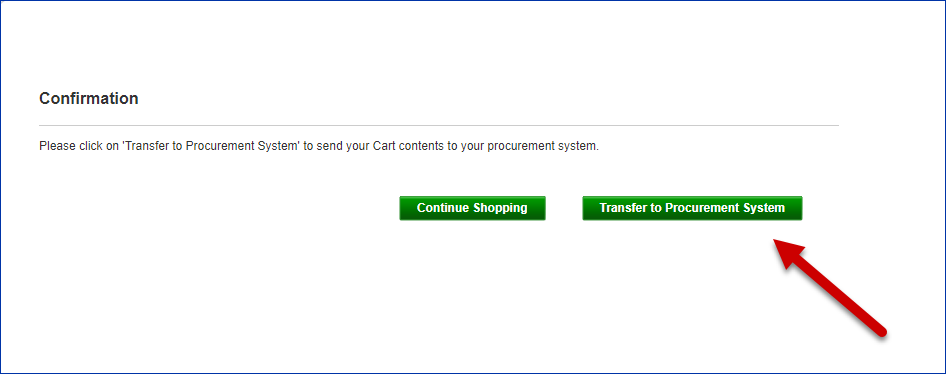 Confirmation
Please click on 'Transfer to Procurement System' to send your Cart contents to your procurement system.
Continue Shopping
Transfer to Procurement System